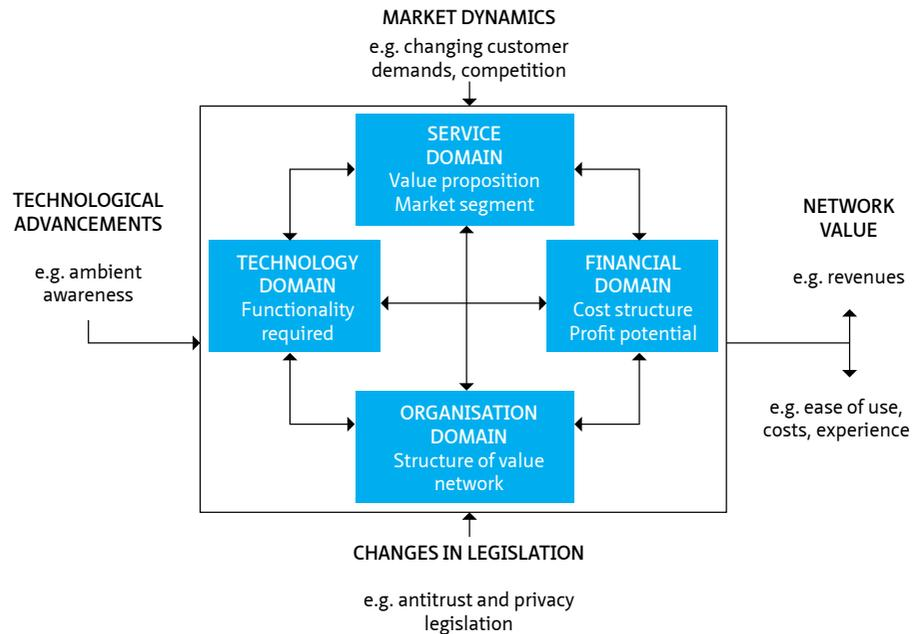 MARKET DYNAMICS
e.g. changing customer
demands, competition
SERVICE
DOMAIN
Value proposition
Market segment
TECHNOLOGICAL
ADVANCEMENTS
e.g. ambient
awareness
TECHNOLOGY
DOMAIN
Functionality
required
FINANCIAL
DOMAIN
Cost structure
Profit potential
NETWORK
VALUE
e.g. revenues
e.g. ease of use,
costs, experience
ORGANISATION
DOMAIN
Structure of value
network
CHANGES IN LEGISLATION
e.g. antitrust and privacy
legislation